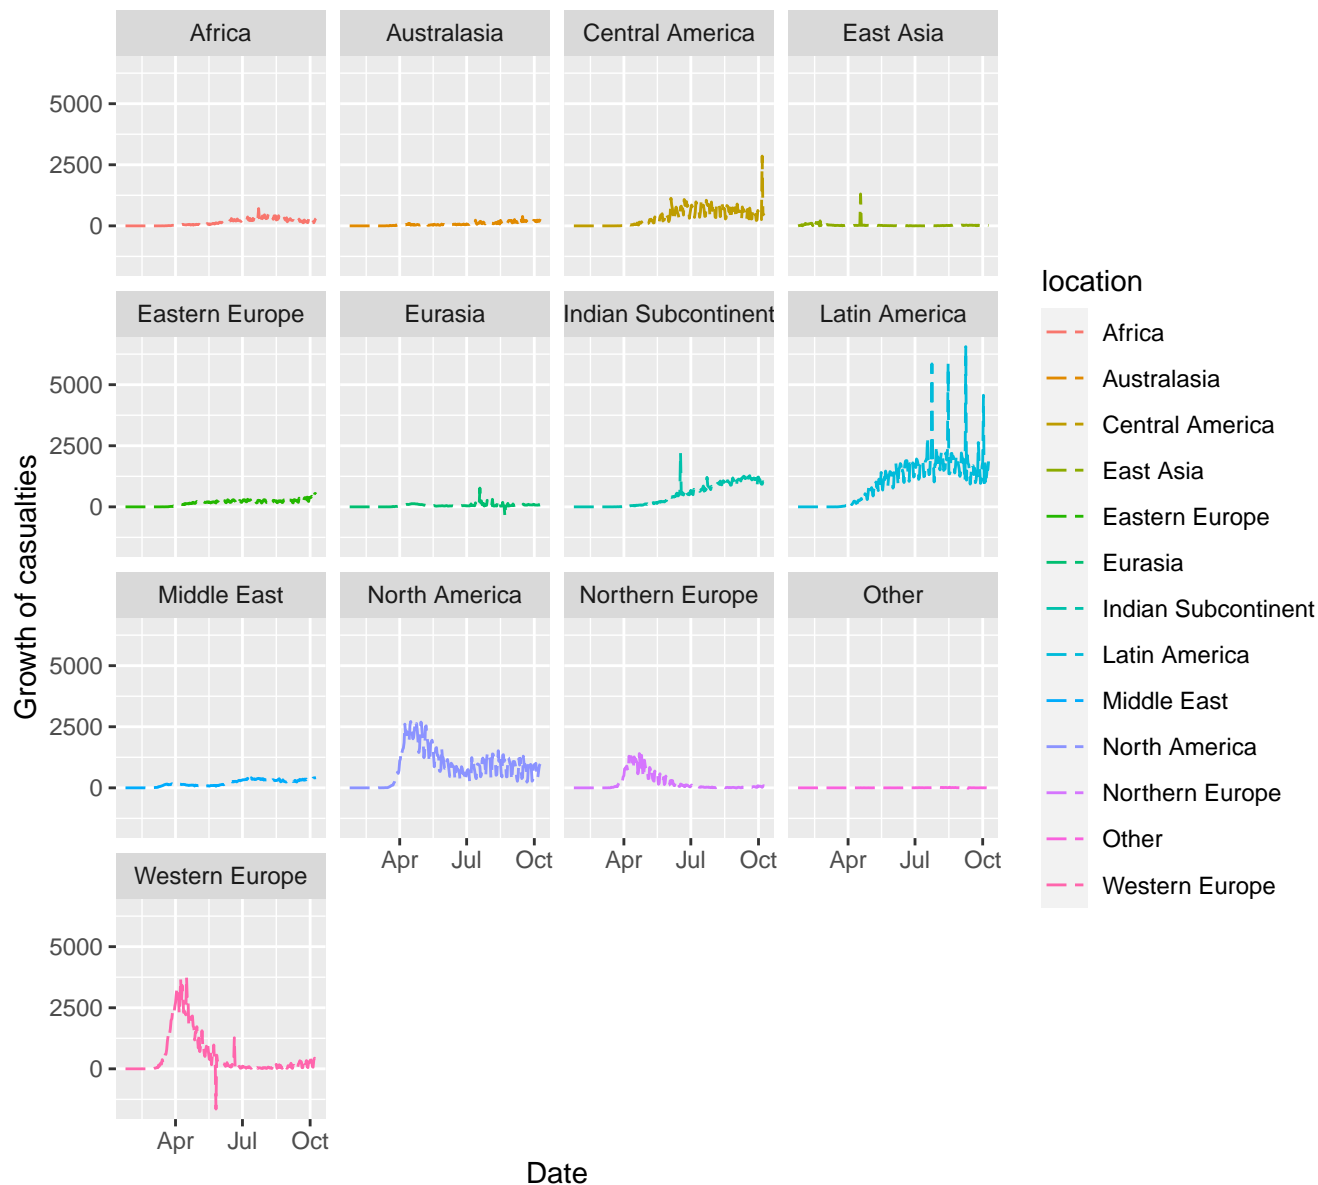 Africa
Australasia
Central America
East Asia
5000
2500
0
Eastern Europe
Eurasia
Indian Subcontinent
Latin America
5000
2500
0
Middle East
North America
Northern Europe
Other
5000
2500
0
Apr Jul Oct
Apr Jul Oct
Apr Jul Oct
Western Europe
5000
2500
0
Apr Jul Oct
Date
Growth of casualties
location
Africa
Australasia
Central America
East Asia
Eastern Europe
Eurasia
Indian Subcontinent
Latin America
Middle East
North America
Northern Europe
Other
Western Europe